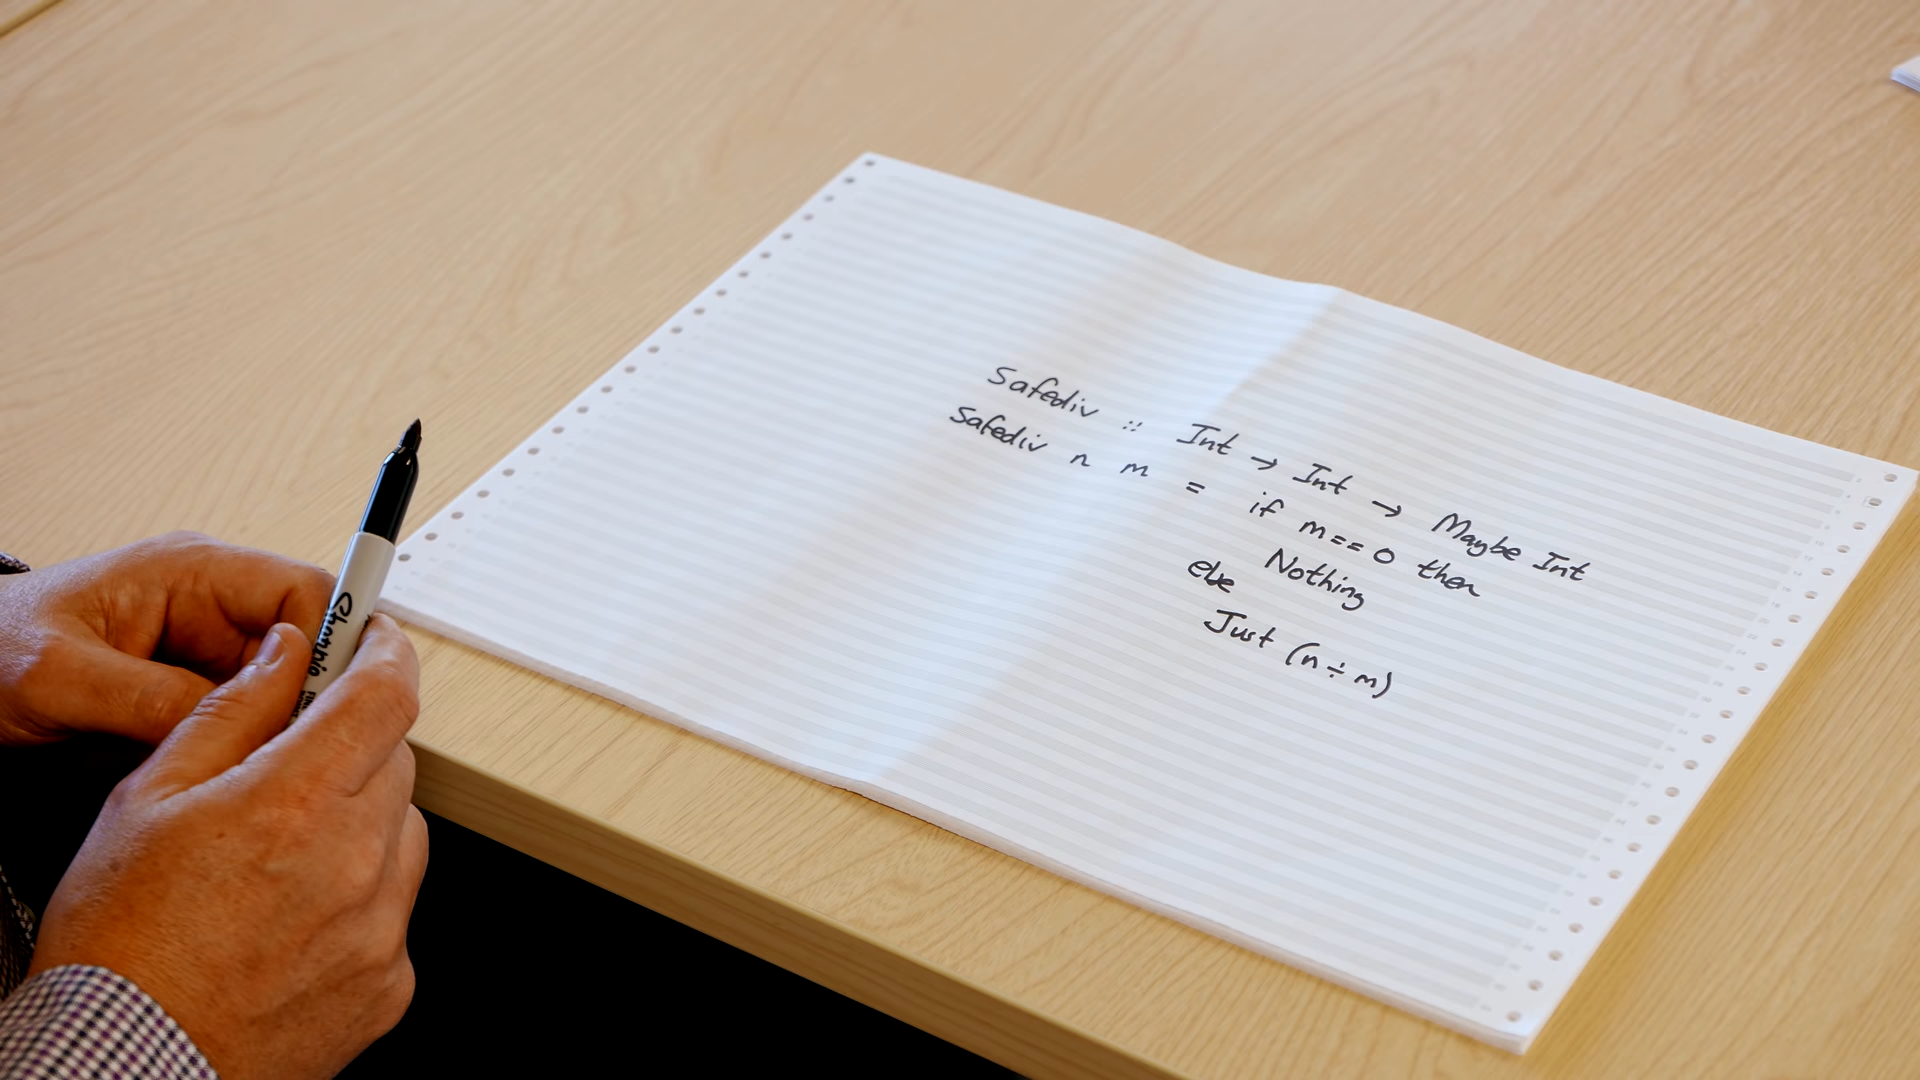 Safediv :: Int → Int → Maybe Int
Safediv n m = if m == 0 then
Nothing
else
Just (n ÷ m)
Sharpie